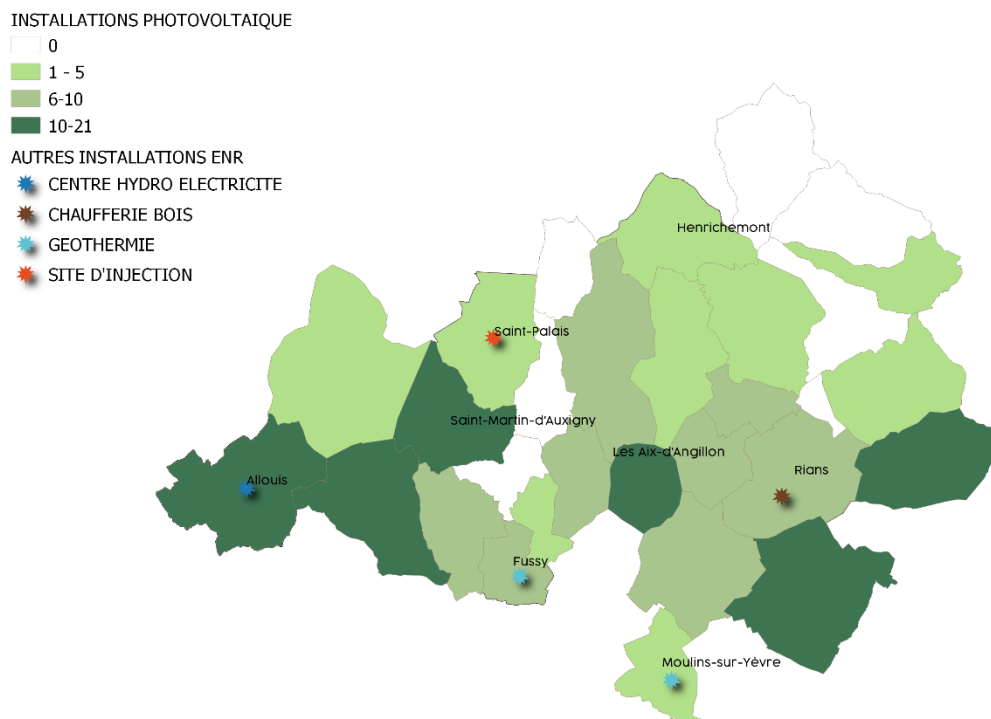 INSTALLATIONS PHOTOVOLTAIQUE
0
1 - 5
6-10
10-21
AUTRES INSTALLATIONS ENR
CENTRE HYDRO ELECTRICITE
CHAUFFERIE BOIS
GEOTHERMIE
SITE D'INJECTION
Henrichemont
Saint-Palais
Saint-Martin-d'Auxigny
Les Aix-d'Angillon
Rians
Allouis
Fussy
Moulins-sur-Yèvre